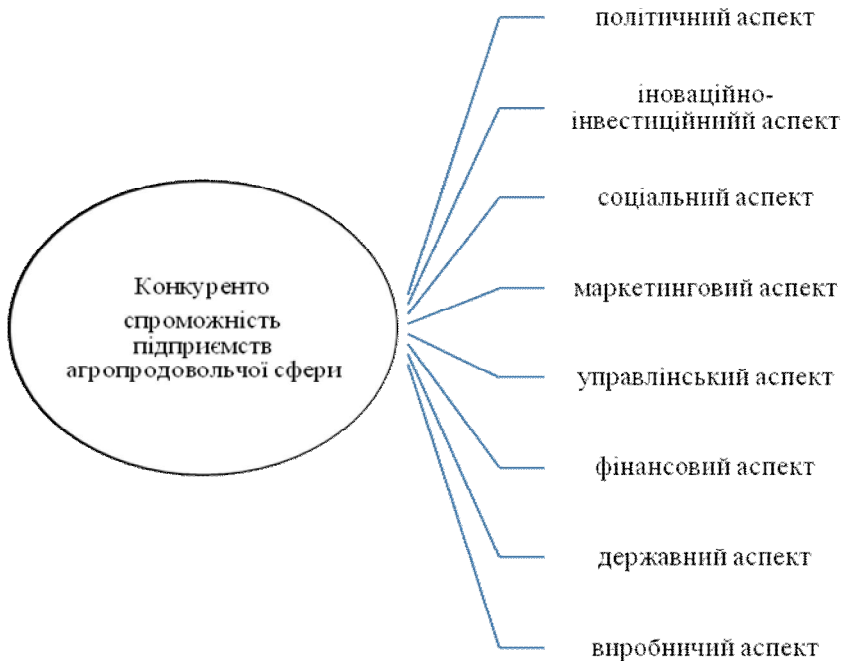 політичний аспект
іноваційно-
інвестиційнийй аспект
соціальний аспект
Конкуренто
спроможність
підприємств
агропродовольчої сфери
маркетинговий аспект
управлінський аспект
фінансовий аспект
державний аспект
виробничий аспект